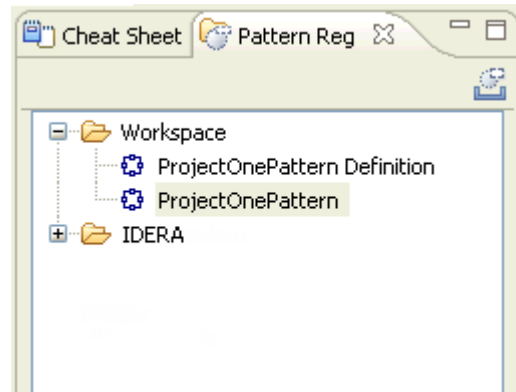 Cheat Sheet Pattern Reg
Workspace
ProjectOnePattern Definition
ProjectOnePattern
IDERA